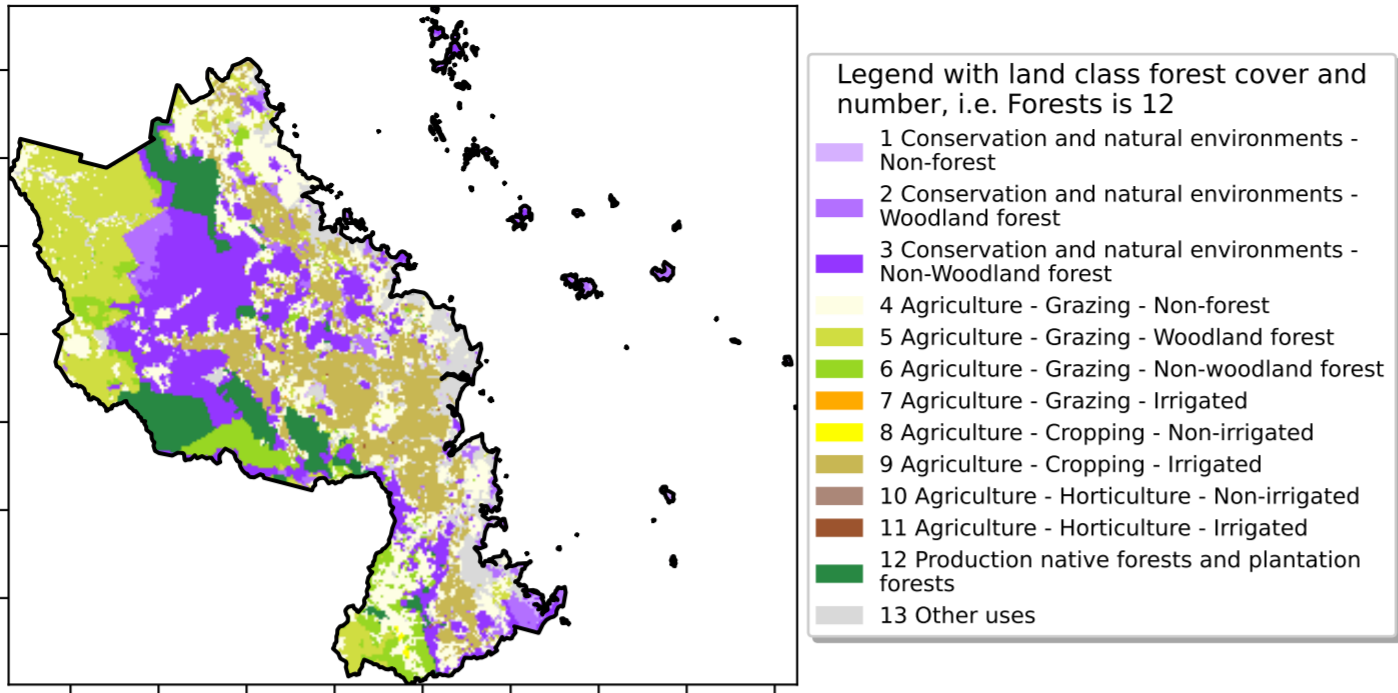 Legend with land class forest cover and
number, i.e. Forests is 12
1 Conservation and natural environments -
Non-forest
2 Conservation and natural environments -
Woodland forest
3 Conservation and natural environments -
Non-Woodland forest
4 Agriculture - Grazing - Non-forest
5 Agriculture - Grazing - Woodland forest
6 Agriculture - Grazing - Non-woodland forest
7 Agriculture - Grazing - Irrigated
8 Agriculture - Cropping - Non-irrigated
9 Agriculture - Cropping - Irrigated
10 Agriculture - Horticulture - Non-irrigated
11 Agriculture - Horticulture - Irrigated
12 Production native forests and plantation
forests
13 Other uses